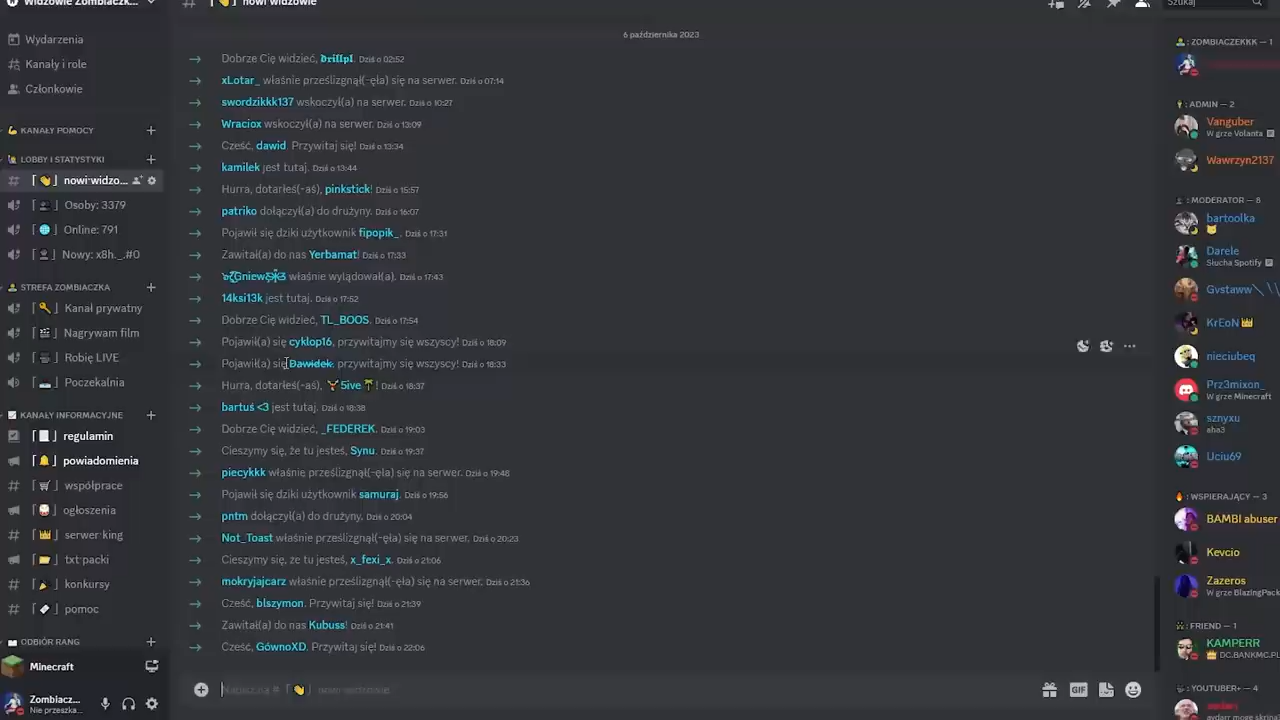 Widzowie Zombiaczk...
Wydarzenia
Kanały i role
Członkowie
KANAŁY POMOCY
LOBBY I STATYSTYKI
nowi-widzo...
Osoby: 3379
Online: 791
Nowy: x8h._.#0
STREFA ZOMBIACZKA
Kanał prywatny
Nagrywam film
Robię LIVE
Poczekalnia
KANAŁY INFORMACYJNE
regulamin
powiadomienia
współprace
ogłoszenia
serwer-king
txt-packi
konkursy
pomoc
ODBIÓR RANG
Minecraft
Zombiacz...
Nie przeszka...
nowi widzowie
6 października 2023
Dobrze Cię widzieć, 𝖉𝖗𝖎𝖑𝖑𝖕𝖑. Dziś o 02:52
xLotar_ właśnie prześlizgnął(-ęła) się na serwer. Dziś o 07:14
swordzikkk137 wskoczył(a) na serwer. Dziś o 10:27
Wraciox wskoczył(a) na serwer. Dziś o 13:09
Cześć, dawid. Przywitaj się! Dziś o 13:34
kamilek jest tutaj. Dziś o 13:44
Hurra, dotarłeś(-aś), pinkstick! Dziś o 15:57
patriko dołączył(a) do drużyny. Dziś o 16:07
Pojawił się dziki użytkownik fipopik_. Dziś o 17:31
Zawitał(a) do nas Yerbamat! Dziś o 17:33
właśnie wylądował(a). Dziś o 17:43
14ksi13k jest tutaj. Dziś o 17:52
Dobrze Cię widzieć, TL_BOOS. Dziś o 17:54
Pojawił(a) się cyklop16, przywitajmy się wszyscy! Dziś o 18:09
Pojawił(a) się Dawidek, przywitajmy się wszyscy! Dziś o 18:33
Hurra, dotarłeś(-aś), 5ive! Dziś o 18:37
bartuś <3 jest tutaj. Dziś o 18:38
Dobrze Cię widzieć, _FEDEREK. Dziś o 19:03
Cieszymy się, że tu jesteś, Synu. Dziś o 19:37
piecykkk właśnie prześlizgnął(-ęła) się na serwer. Dziś o 19:48
Pojawił się dziki użytkownik samuraj. Dziś o 19:56
pntm dołączył(a) do drużyny. Dziś o 20:04
Not_Toast właśnie prześlizgnął(-ęła) się na serwer. Dziś o 20:23
Cieszymy się, że tu jesteś, x_fexi_x. Dziś o 21:06
mokryjajcarz właśnie prześlizgnął(-ęła) się na serwer. Dziś o 21:36
Cześć, blszymon. Przywitaj się! Dziś o 21:39
Zawitał(a) do nas Kubuss! Dziś o 21:41
Cześć, GównoXD. Przywitaj się! Dziś o 22:06
Napisz na # nowi-widzowie
GIF
Szukaj
ZOMBIACZEKKK — 1
ADMIN — 2
Vanguber
W grze Volanta
Wawrzyn2137
MODERATOR — 8
bartoolka
Darele
Słucha Spotify
Gvstaww
KrEoN
nieciubeq
Prz3mixon_
W grze Minecraft
sznyxu
aha3
Uciu69
WSPIERAJĄCY — 3
BAMBI abuser
Kevcio
Zazeros
W grze BlazingPack
FRIEND — 1
KAMPERR
DC.BANKMC.PL
YOUTUBER+ — 4